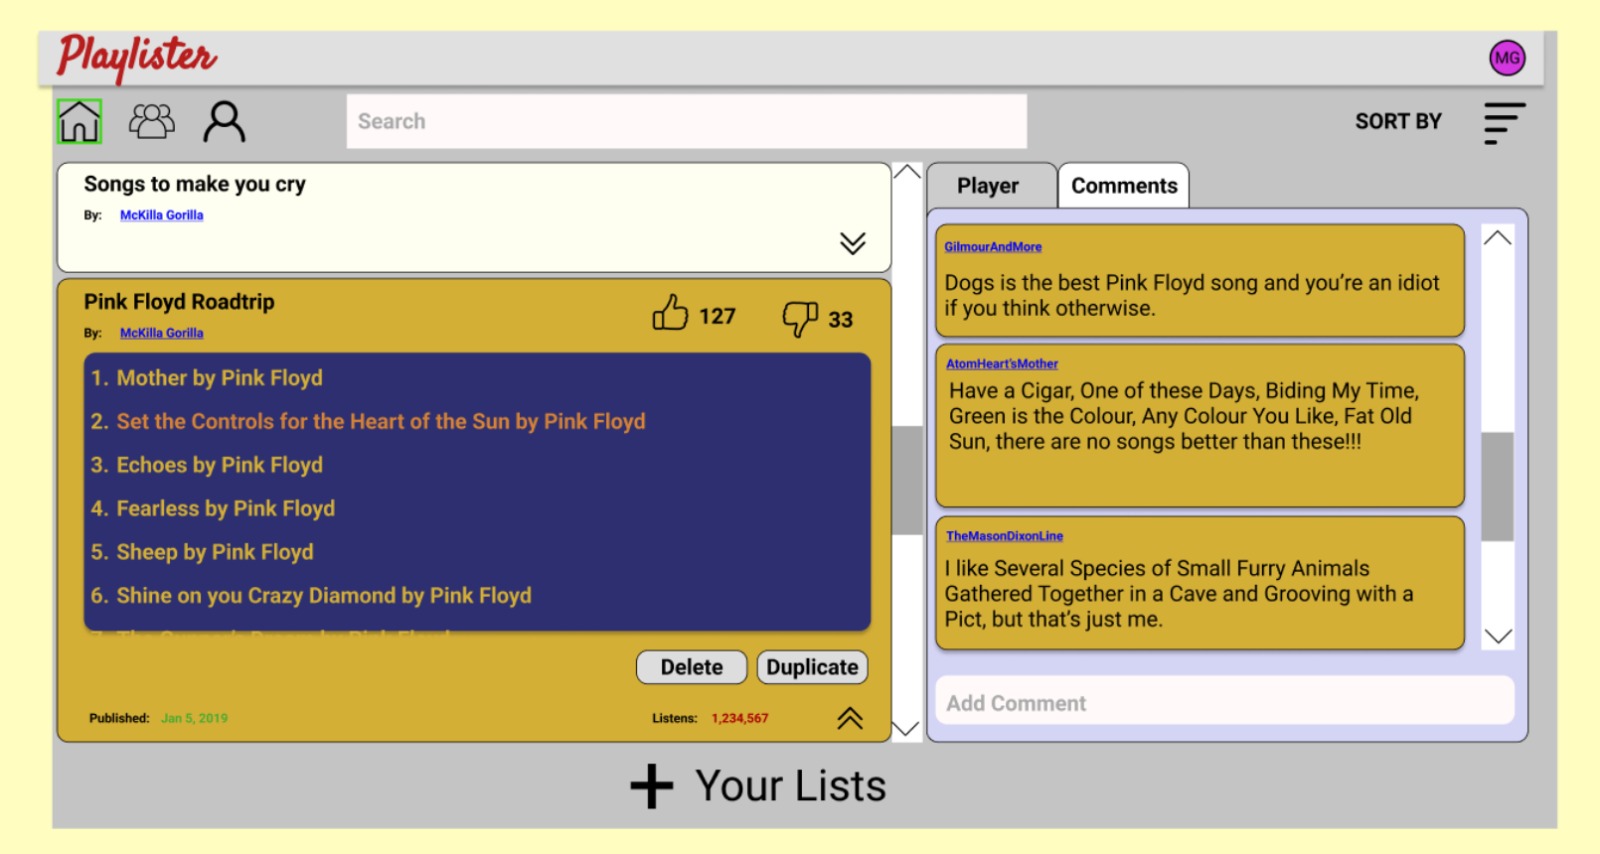 Playlister
MG
Search
SORT BY
Songs to make you cry
By: McKilla Gorilla
Pink Floyd Roadtrip
127
33
By: McKilla Gorilla
1. Mother by Pink Floyd
2. Set the Controls for the Heart of the Sun by Pink Floyd
3. Echoes by Pink Floyd
4. Fearless by Pink Floyd
5. Sheep by Pink Floyd
6. Shine on you Crazy Diamond by Pink Floyd
Delete
Duplicate
Published: Jan 5, 2019
Listens: 1,234,567
Player
Comments
GilmourAndMore
Dogs is the best Pink Floyd song and you’re an idiot
if you think otherwise.
AtomHeart'sMother
Have a Cigar, One of these Days, Biding My Time,
Green is the Colour, Any Colour You Like, Fat Old
Sun, there are no songs better than these!!!
TheMasonDixonLine
I like Several Species of Small Furry Animals
Gathered Together in a Cave and Grooving with a
Pict, but that’s just me.
Add Comment
Your Lists